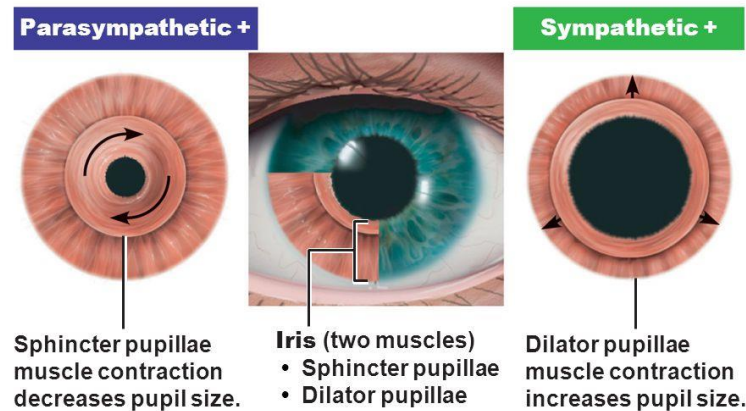 Parasympathetic +
Sympathetic +
Sphincter pupillae
muscle contraction
decreases pupil size.
Iris (two muscles)
• Sphincter pupillae
• Dilator pupillae
Dilator pupillae
muscle contraction
increases pupil size.